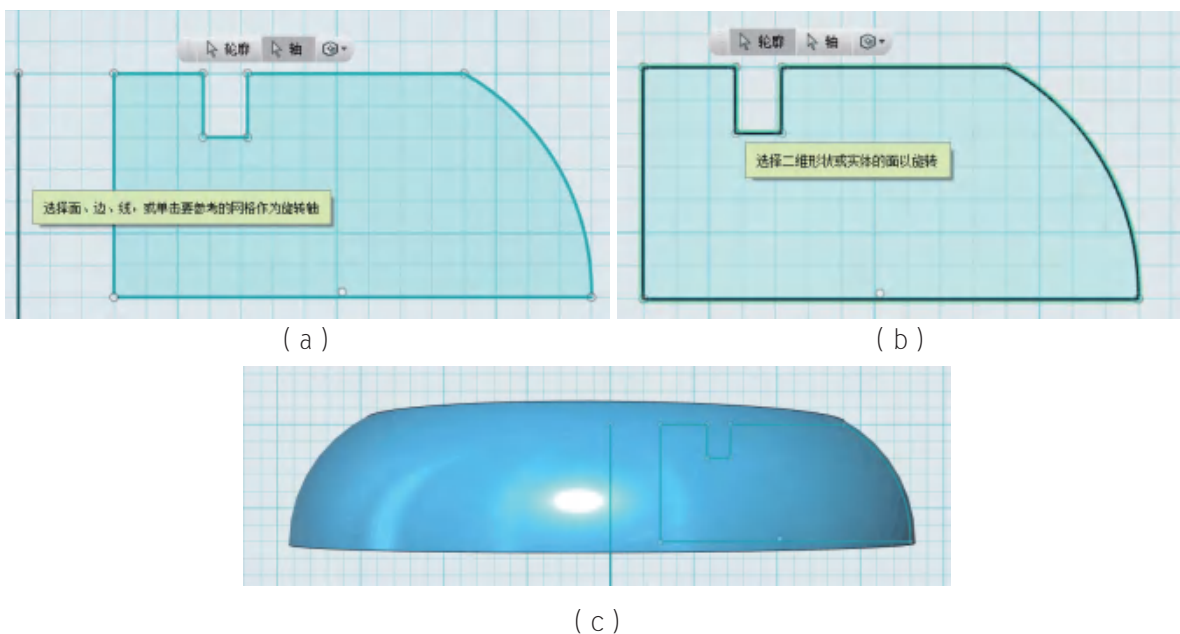 轮廓 轴
选择面、边、线，或单击要参考的网格作为旋转轴
(a)
轮廓 轴
选择二维形状或实体的面以旋转
(b)
(c)